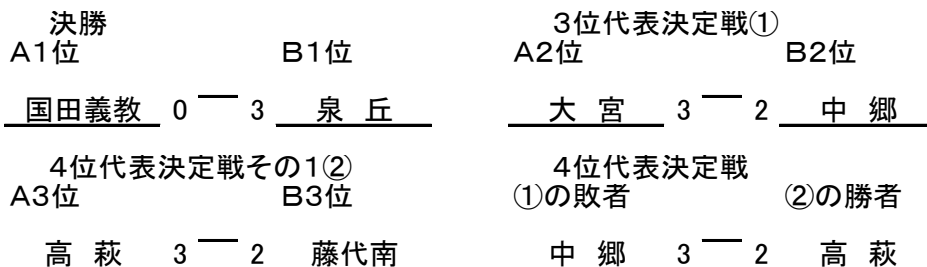 決勝
A1位 B1位
国田義教 0 ― 3 泉 丘
3位代表決定戦①
A2位 B2位
大 宮 3 ― 2 中 郷
4位代表決定戦その1②
A3位 B3位
高 萩 3 ― 2 藤代南
4位代表決定戦
①の敗者 ②の勝者
中 郷 3 ― 2 高 萩